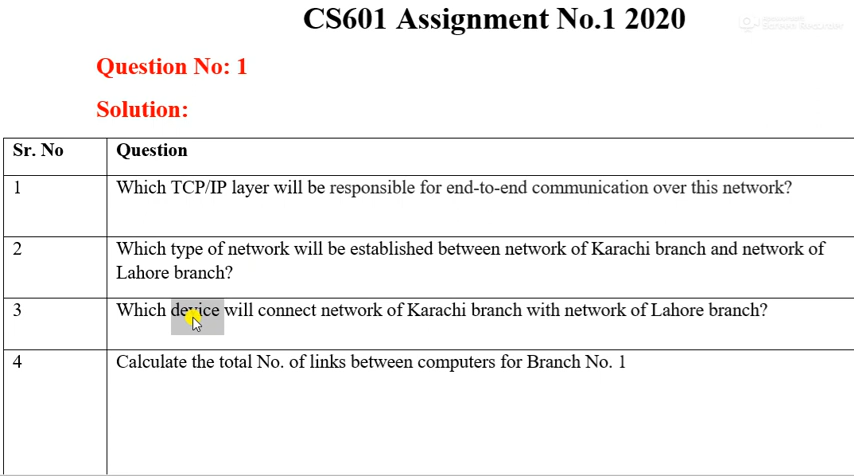 CS601 Assignment No.1 2020
Question No: 1
Solution:
Sr. No Question
1 Which TCP/IP layer will be responsible for end-to-end communication over this network?
2 Which type of network will be established between network of Karachi branch and network of
Lahore branch?
3 Which device will connect network of Karachi branch with network of Lahore branch?
4 Calculate the total No. of links between computers for Branch No. 1